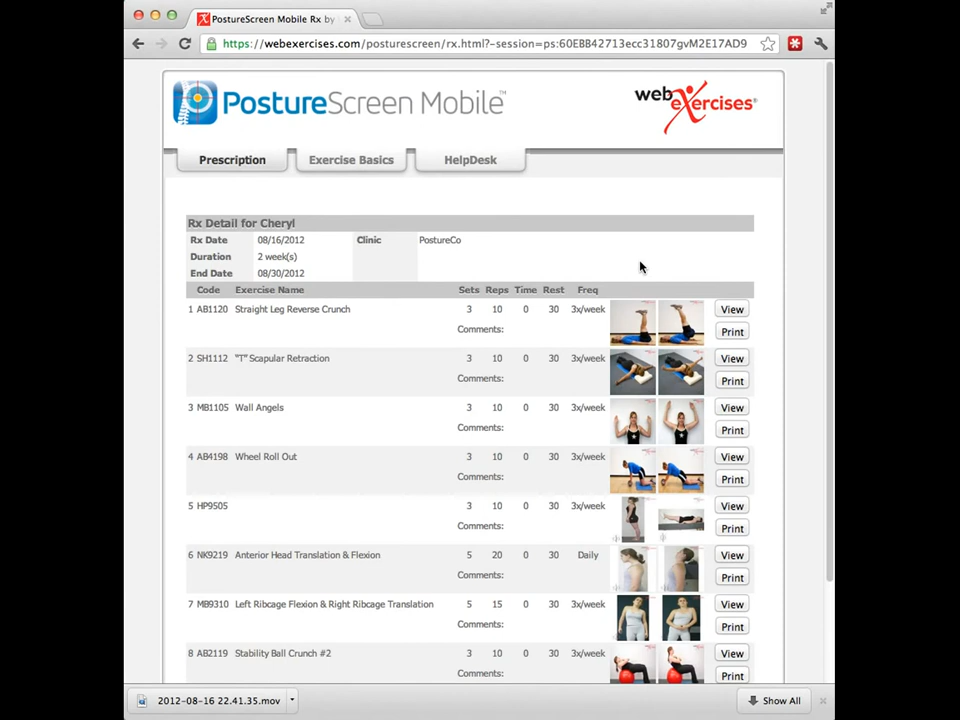 PostureScreen Mobile Rx by
https://webexercises.com/posturescreen/rx.html?-session=ps:60EBB42713ecc31807gvM2E17AD9
PostureScreen Mobile™
web exercises®
Prescription Exercise Basics HelpDesk
Rx Detail for Cheryl
Rx Date 08/16/2012 Clinic PostureCo
Duration 2 week(s)
End Date 08/30/2012
Code Exercise Name Sets Reps Time Rest Freq
1 AB1120 Straight Leg Reverse Crunch 3 10 0 30 3x/week View
Comments: Print
2 SH1112 "T" Scapular Retraction 3 10 0 30 3x/week View
Comments: Print
3 MB1105 Wall Angels 3 10 0 30 3x/week View
Comments: Print
4 AB4198 Wheel Roll Out 3 10 0 30 3x/week View
Comments: Print
5 HP9505 3 10 0 30 3x/week View
Comments: Print
6 NK9219 Anterior Head Translation & Flexion 5 20 0 30 Daily View
Comments: Print
7 MB9310 Left Ribcage Flexion & Right Ribcage Translation 5 15 0 30 3x/week View
Comments: Print
8 AB2119 Stability Ball Crunch #2 3 10 0 30 3x/week View
Comments: Print
2012-08-16 22.41.35.mov Show All